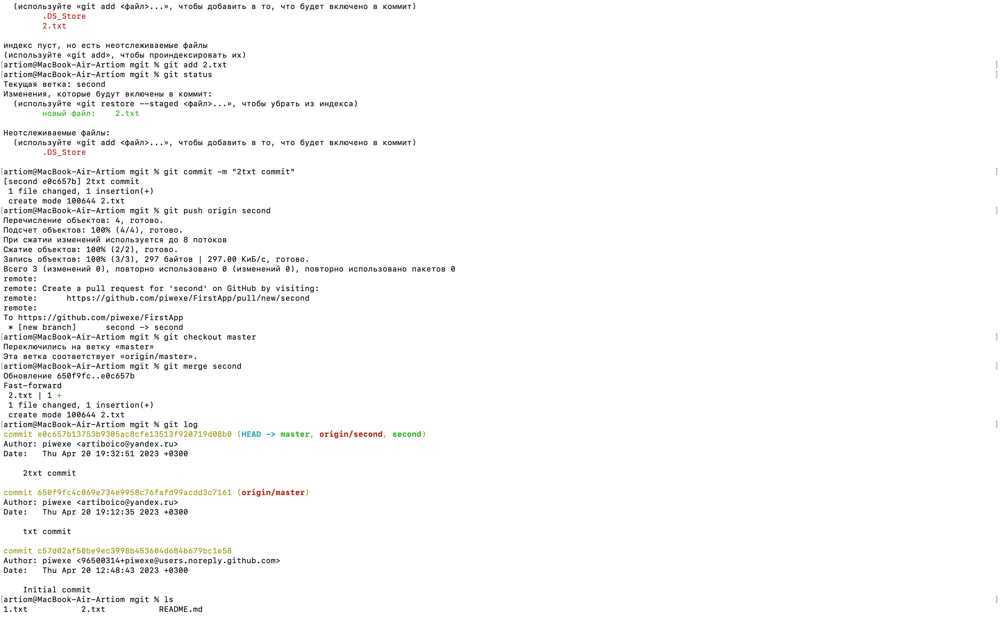 (используйте «git add <файл>...», чтобы добавить в то, что будет включено в коммит)
.DS_Store
2.txt
индекс пуст, но есть неотслеживаемые файлы
(используйте «git add», чтобы проиндексировать их)
[artiom@MacBook-Air-Artiom mgit % git add 2.txt ]
[artiom@MacBook-Air-Artiom mgit % git status ]
Текущая ветка: second
Изменения, которые будут включены в коммит:
(используйте «git restore --staged <файл>...», чтобы убрать из индекса)
новый файл:    2.txt
Неотслеживаемые файлы:
(используйте «git add <файл>...», чтобы добавить в то, что будет включено в коммит)
.DS_Store
[artiom@MacBook-Air-Artiom mgit % git commit -m "2txt commit" ]
[second e0c657b] 2txt commit
1 file changed, 1 insertion(+)
create mode 100644 2.txt
[artiom@MacBook-Air-Artiom mgit % git push origin second ]
Перечисление объектов: 4, готово.
Подсчет объектов: 100% (4/4), готово.
При сжатии изменений используется до 8 потоков
Сжатие объектов: 100% (2/2), готово.
Запись объектов: 100% (3/3), 297 байтов | 297.00 КиБ/с, готово.
Всего 3 (изменений 0), повторно использовано 0 (изменений 0), повторно использовано пакетов 0
remote:
remote: Create a pull request for 'second' on GitHub by visiting:
remote:      https://github.com/piwexe/FirstApp/pull/new/second
remote:
To https://github.com/piwexe/FirstApp
* [new branch]      second -> second
[artiom@MacBook-Air-Artiom mgit % git checkout master ]
Переключились на ветку «master»
Эта ветка соответствует «origin/master».
[artiom@MacBook-Air-Artiom mgit % git merge second ]
Обновление 650f9fc..e0c657b
Fast-forward
2.txt | 1 +
1 file changed, 1 insertion(+)
create mode 100644 2.txt
[artiom@MacBook-Air-Artiom mgit % git log ]
commit e0c657b13753b9305ac8cfe13513f920719d08b0 (HEAD -> master, origin/second, second)
Author: piwexe <artiboico@yandex.ru>
Date:   Thu Apr 20 19:32:51 2023 +0300
2txt commit
commit 650f9fc4c069e734e9958c76fafd99acdd3c7161 (origin/master)
Author: piwexe <artiboico@yandex.ru>
Date:   Thu Apr 20 19:12:35 2023 +0300
txt commit
commit c57d02af50be9ec3998b453604d684b679bc1e58
Author: piwexe <96500314+piwexe@users.noreply.github.com>
Date:   Thu Apr 20 12:48:43 2023 +0300
Initial commit
[artiom@MacBook-Air-Artiom mgit % ls ]
1.txt           2.txt           README.md